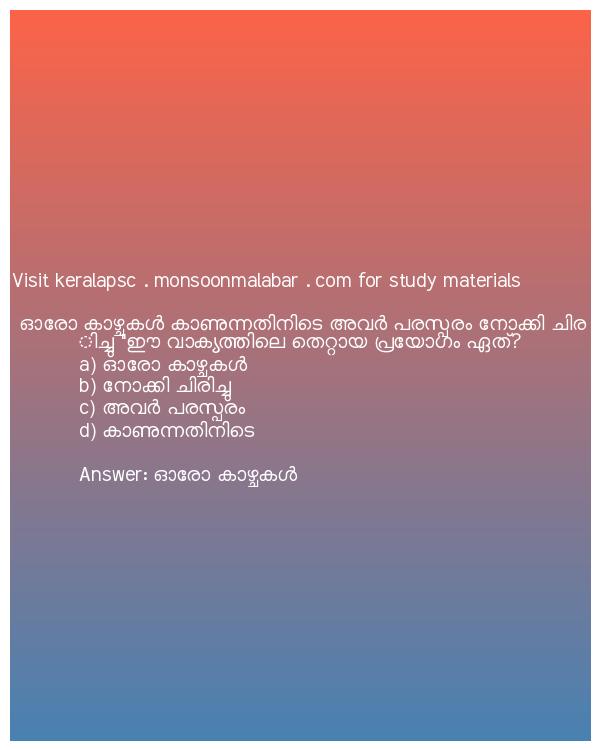 Visit keralapsc . monsoonmalabar . com for study materials
ഓരോ കാഴ്ച്ചകൾ കാണുന്നതിനിടെ അവർ പരസ്പരം നോക്കി ചിര
ിച്ചു "ഈ വാക്യത്തിലെ തെറ്റായ പ്രയോഗം ഏത്?
a) ഓരോ കാഴ്ച്ചകൾ
b) നോക്കി ചിരിച്ചു
c) അവർ പരസ്പരം
d) കാണുന്നതിനിടെ
Answer: ഓരോ കാഴ്ച്ചകൾ